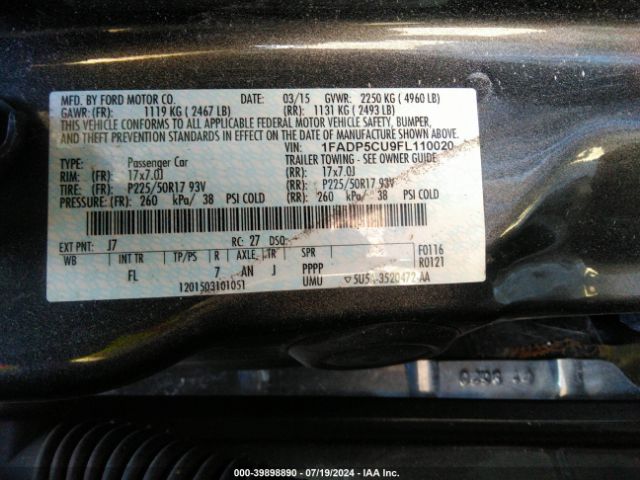 MFD. BY FORD MOTOR CO. DATE: 03/15 GVWR: 2250 KG ( 4960 LB)
GAWR: (FR): 1119 KG ( 2467 LB) (RR): 1131 KG ( 2493 LB)
THIS VEHICLE CONFORMS TO ALL APPLICABLE FEDERAL MOTOR VEHICLE SAFETY, BUMPER,
AND THEFT PREVENTION STANDARDS IN EFFECT ON THE DATE OF MANUFACTURE SHOWN ABOVE.
VIN: 1FADP5CU9FL110020
TYPE: Passenger Car TRAILER TOWING - SEE OWNER GUIDE
RIM: (FR) 17x7.0J (RR): 17x7.0J
TIRE: (FR) P225/50R17 93V (RR): P225/50R17 93V
PRESSURE: (FR) 260 kPa/ 38 PSI COLD (RR): 260 kPa/ 38 PSI COLD
EXT PNT: J7 RC: 27 DSO: F0116
WB INT TR TP/PS R AXLE TR SPR R0121
FL 7 AN J PPPP
1201503101051 UMU 3520472 AA
000-39898890 - 07/19/2024 - IAA Inc.